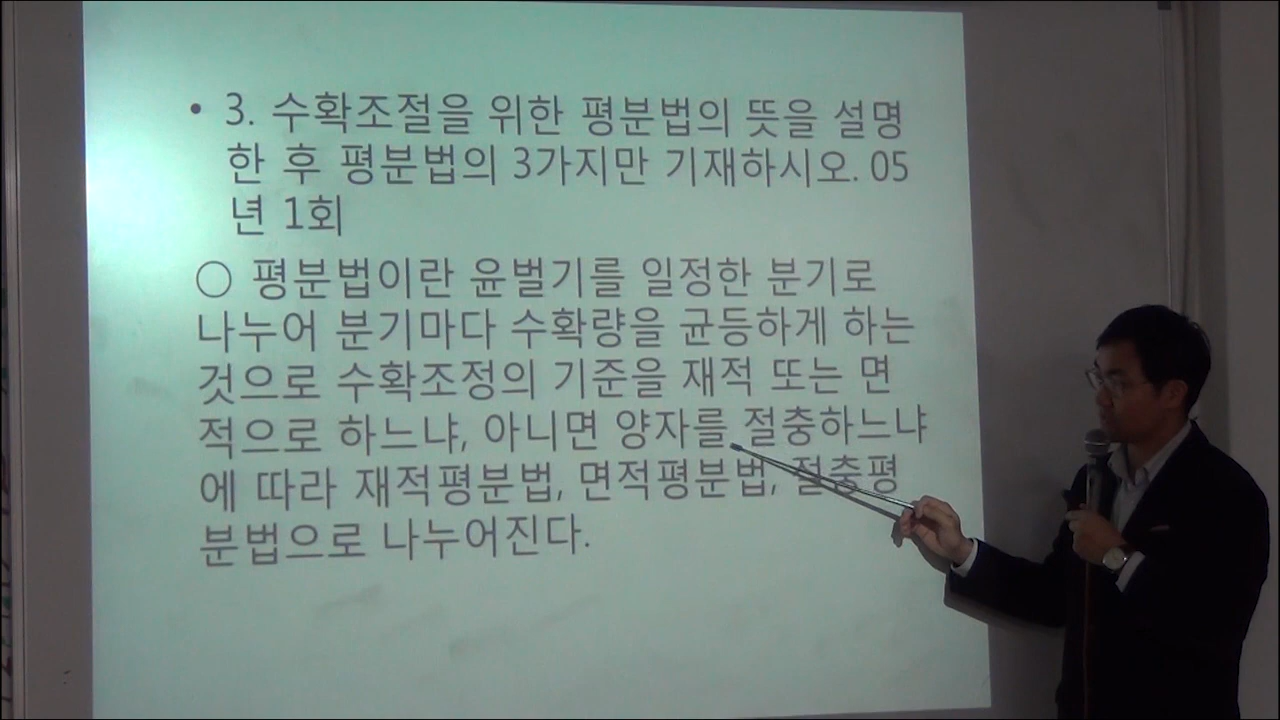 • 3. 수확조절을 위한 평분법의 뜻을 설명
한 후 평분법의 3가지만 기재하시오. 05
년 1회
○ 평분법이란 윤벌기를 일정한 분기로
나누어 분기마다 수확량을 균등하게 하는
것으로 수확조정의 기준을 재적 또는 면
적으로 하느냐, 아니면 양자를 절충하느냐
에 따라 재적평분법, 면적평분법, 절충평
분법으로 나누어진다.